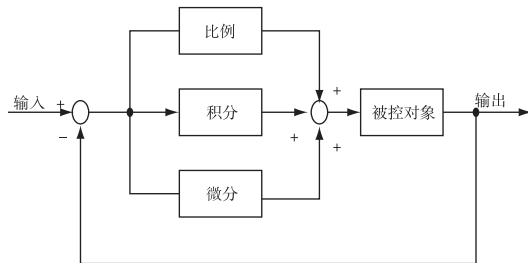 比例
输入
+
−
积分
+
+
+
被控对象
输出
微分